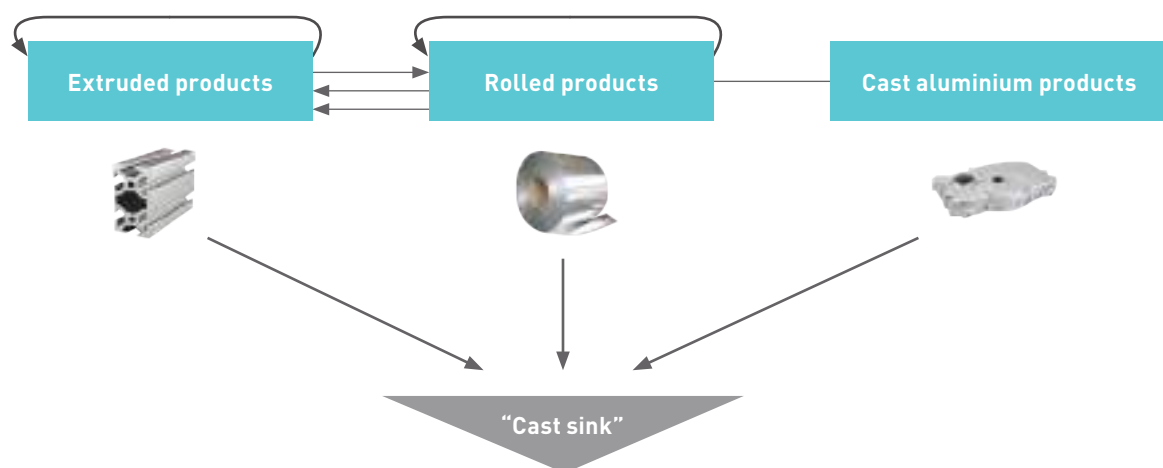 Extruded products
Rolled products
Cast aluminium products
“Cast sink”